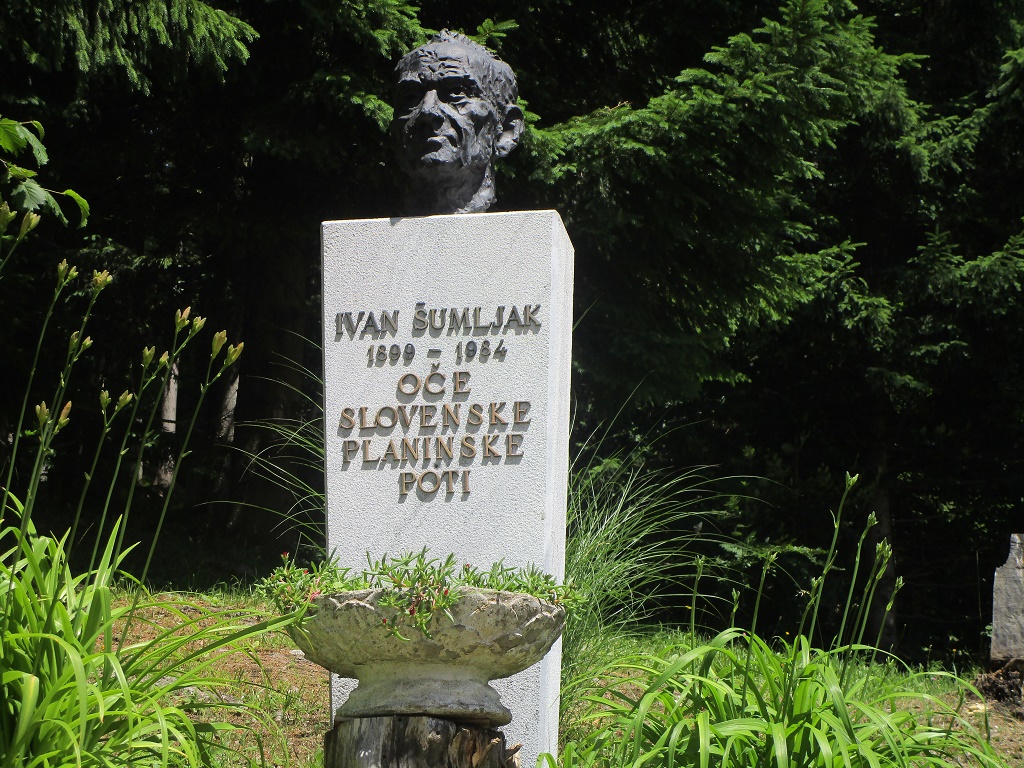 IVAN ŠUMLJAK
1899 - 1984
OČE
SLOVENSKE
PLANINSKE
POTI